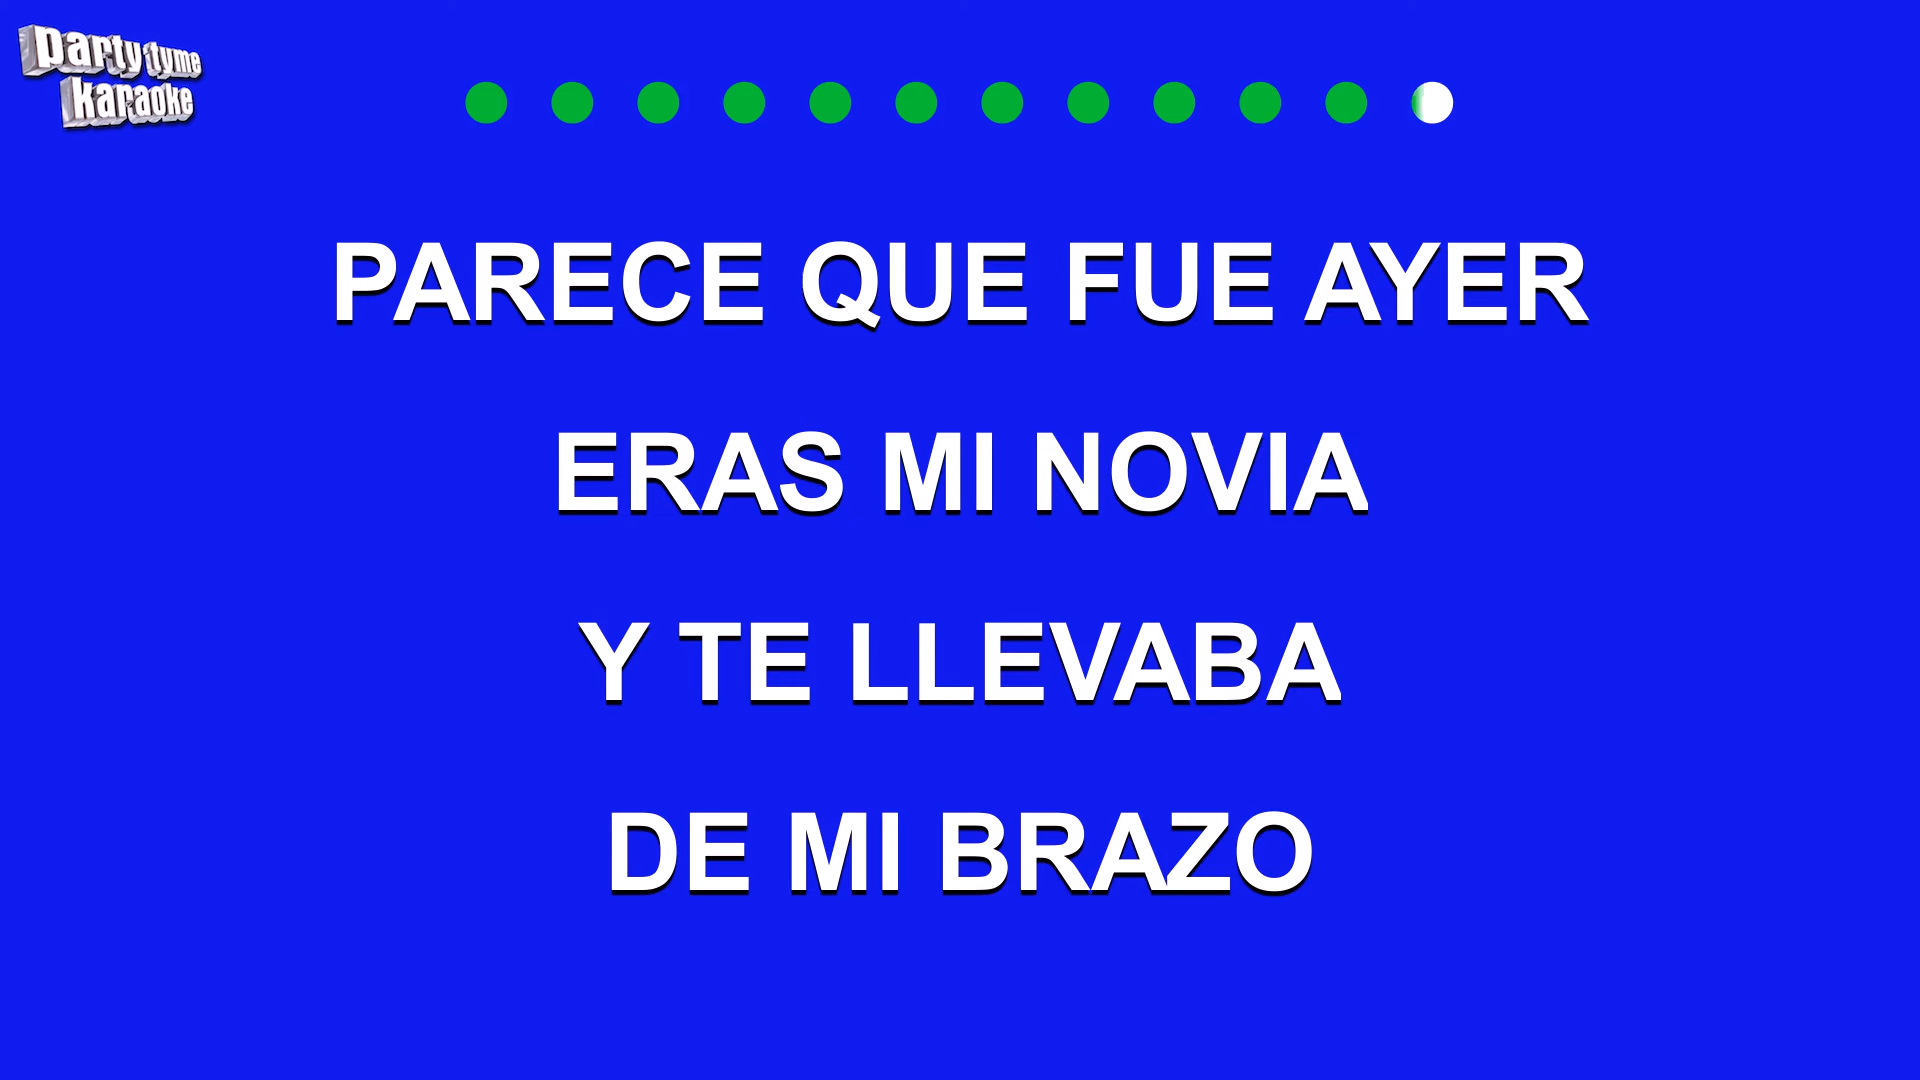 party tyme
karaoke
PARECE QUE FUE AYER
ERAS MI NOVIA
Y TE LLEVABA
DE MI BRAZO